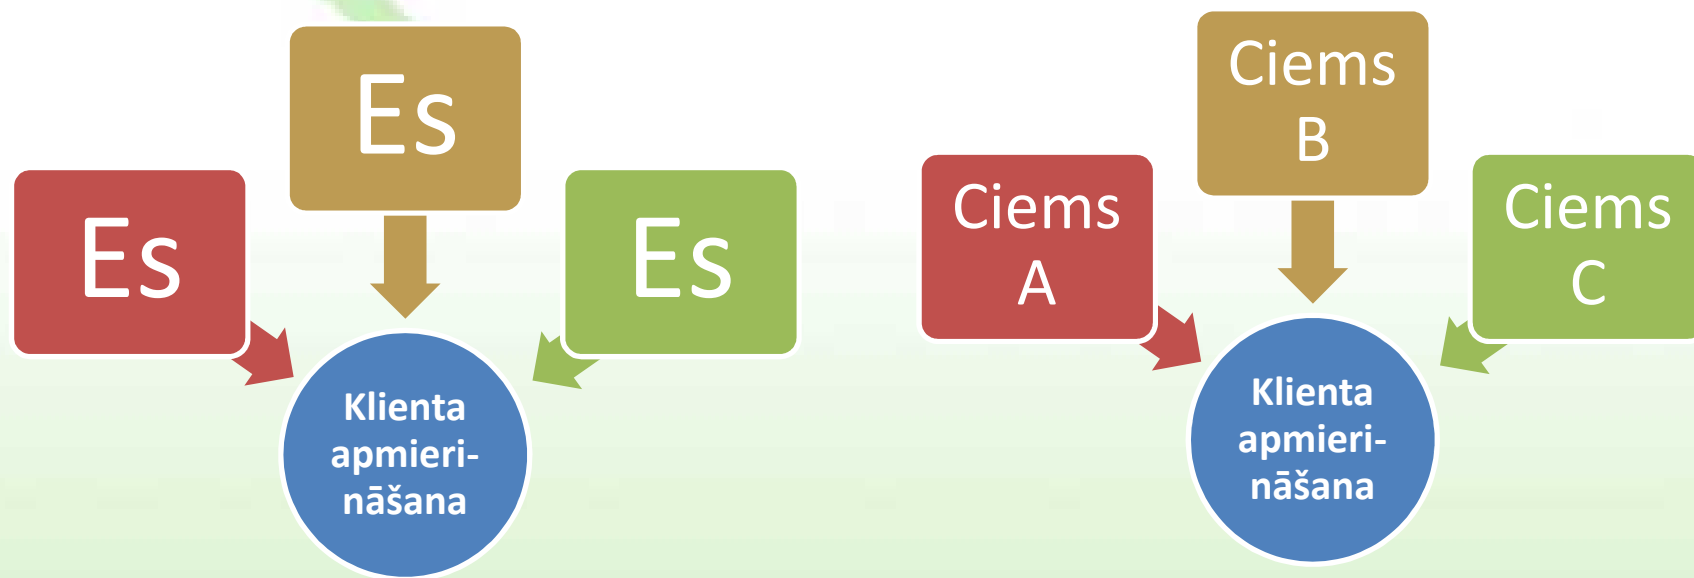 Es
Es
Es
Klienta
apmieri-
nāšana
Ciems
A
Ciems
B
Ciems
C
Klienta
apmieri-
nāšana